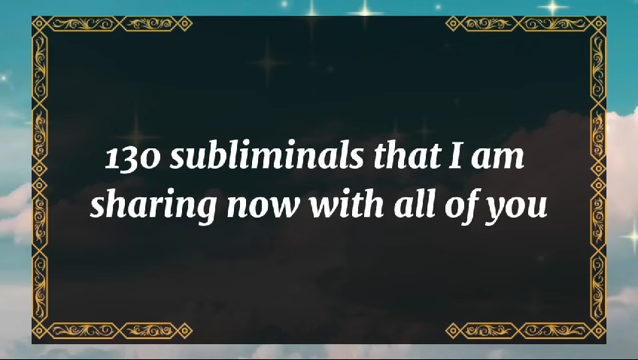 130 subliminals that I am
sharing now with all of you